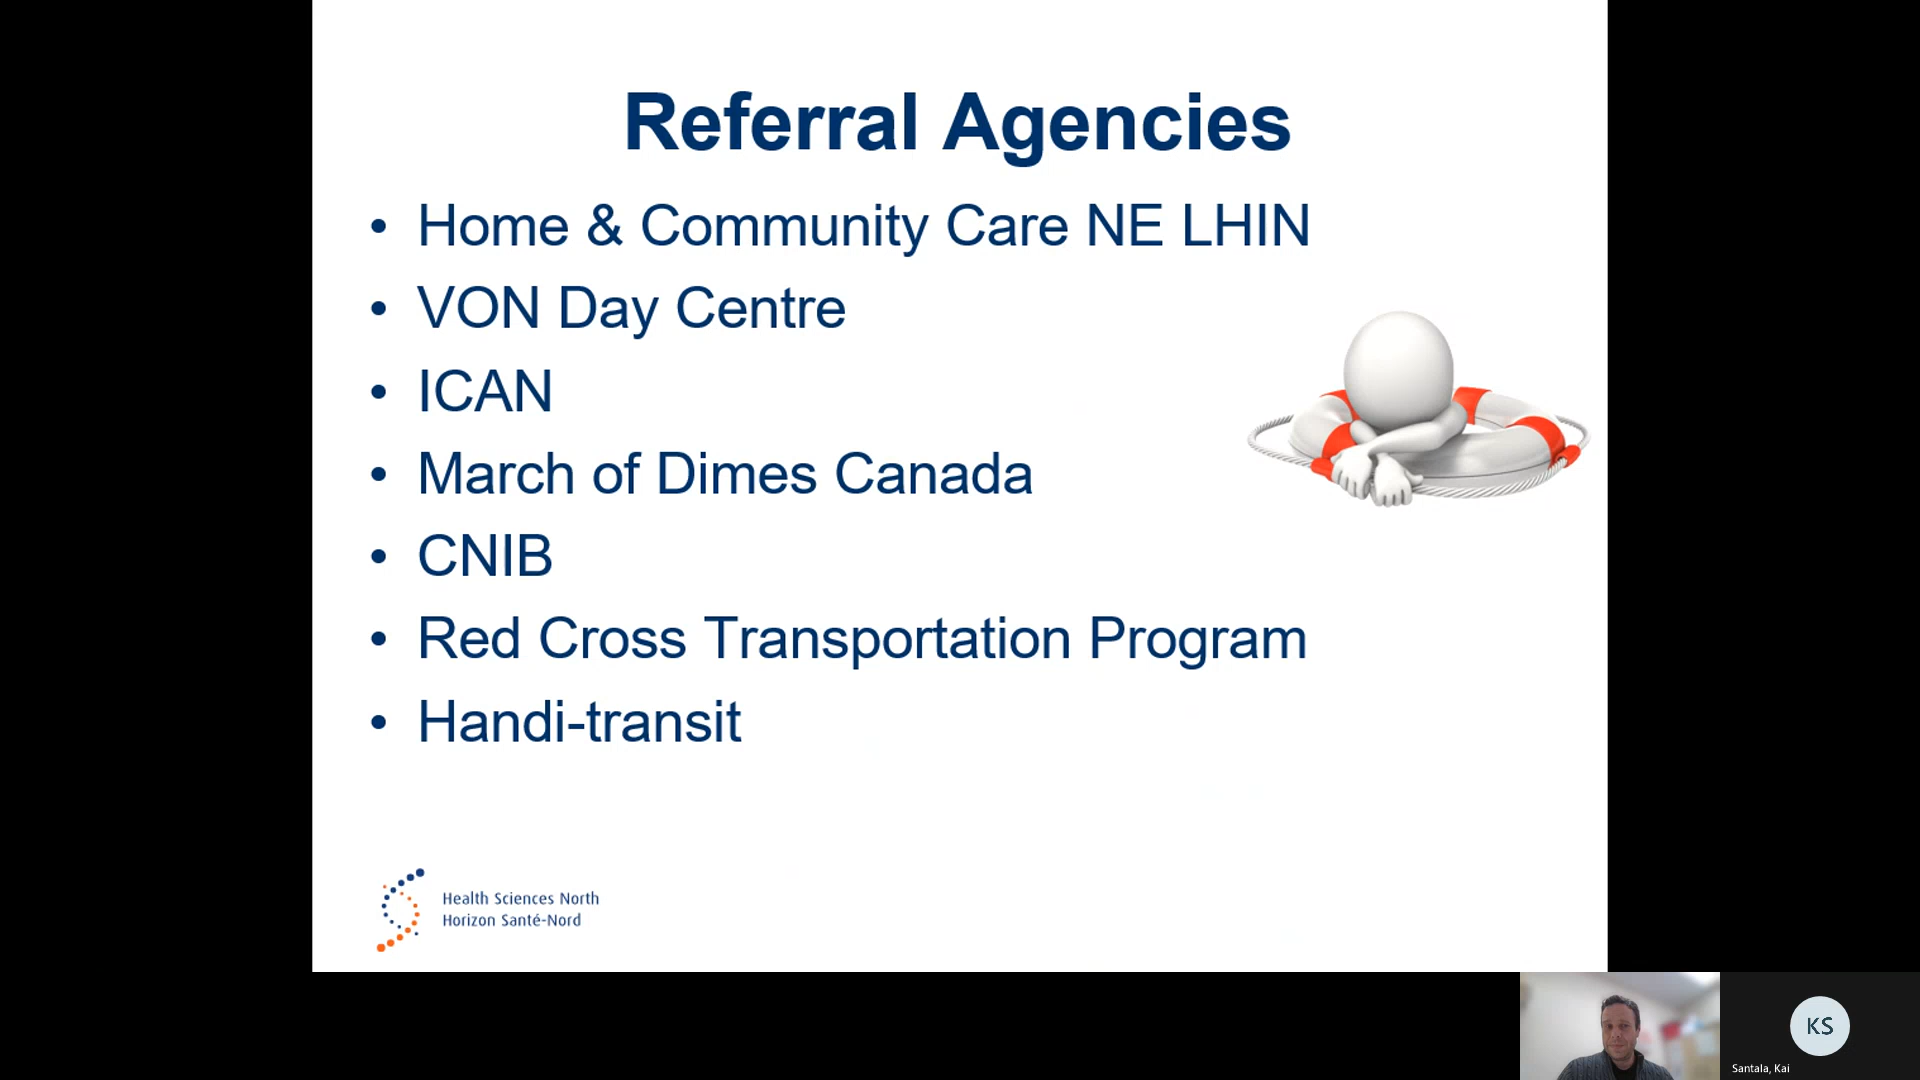 Referral Agencies
• Home & Community Care NE LHIN
• VON Day Centre
• ICAN
• March of Dimes Canada
• CNIB
• Red Cross Transportation Program
• Handi-transit
Health Sciences North
Horizon Santé-Nord
KS
Santala, Kai